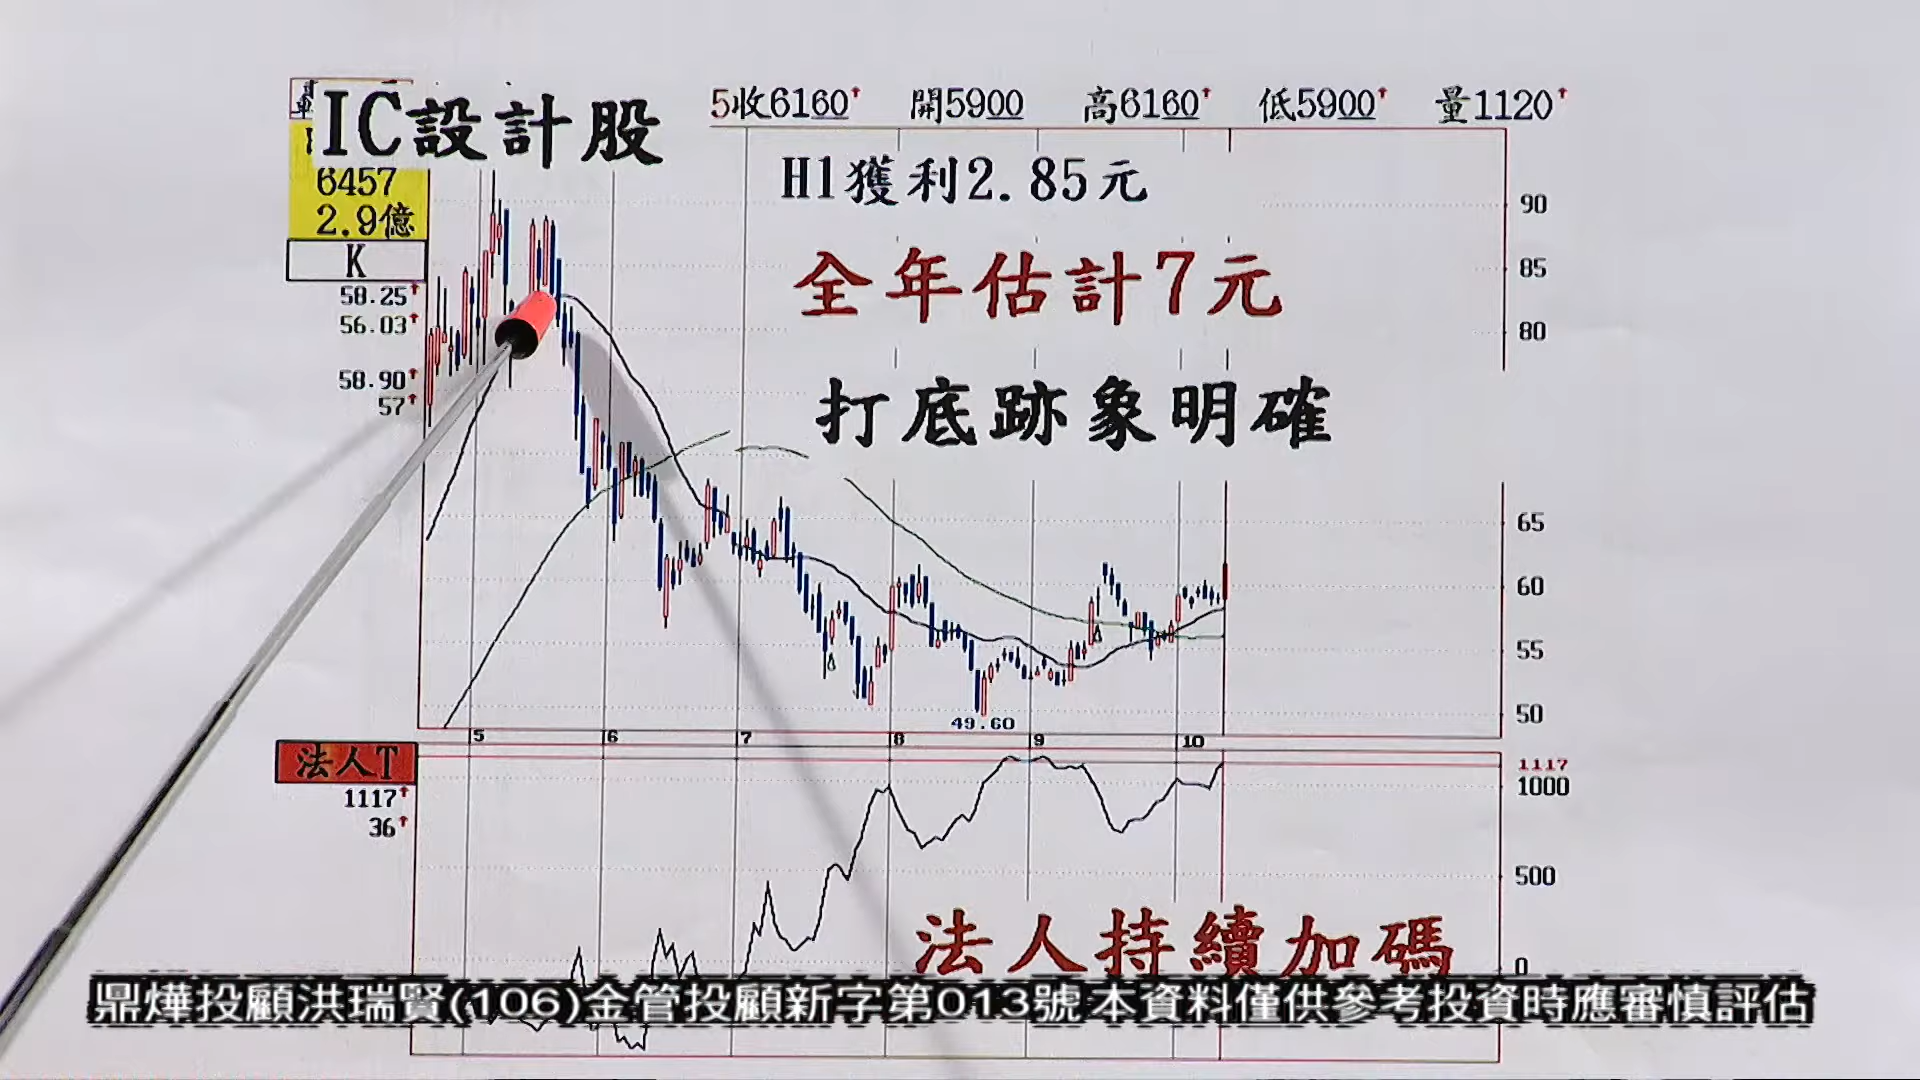 IC設計股
5收6160 開5900 高6160 低5900 量1120
6457
2.9億
K
58.25
56.03
58.90
57
H1獲利2.85元
全年估計7元
打底跡象明確
90
85
80
65
60
55
50
49.60
5 6 7 8 9 10
法人T
1117
36
1117
1000
500
0
法人持續加碼
鼎燁投顧洪瑞賢(106)金管投顧新字第013號本資料僅供參考投資時應審慎評估